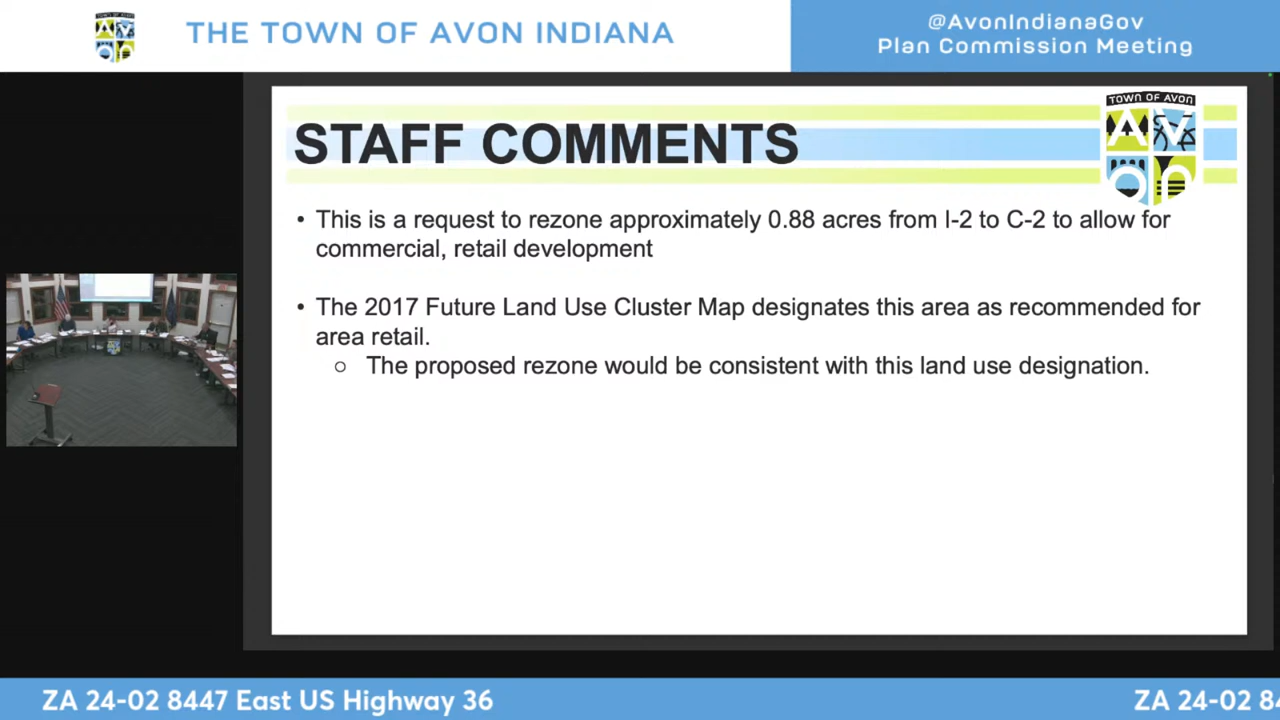 THE TOWN OF AVON INDIANA
@AvonIndianaGov
Plan Commission Meeting
TOWN OF AVON
Avon
STAFF COMMENTS
• This is a request to rezone approximately 0.88 acres from I-2 to C-2 to allow for
commercial, retail development
• The 2017 Future Land Use Cluster Map designates this area as recommended for
area retail.
○ The proposed rezone would be consistent with this land use designation.
ZA 24-02 8447 East US Highway 36
ZA 24-02 84